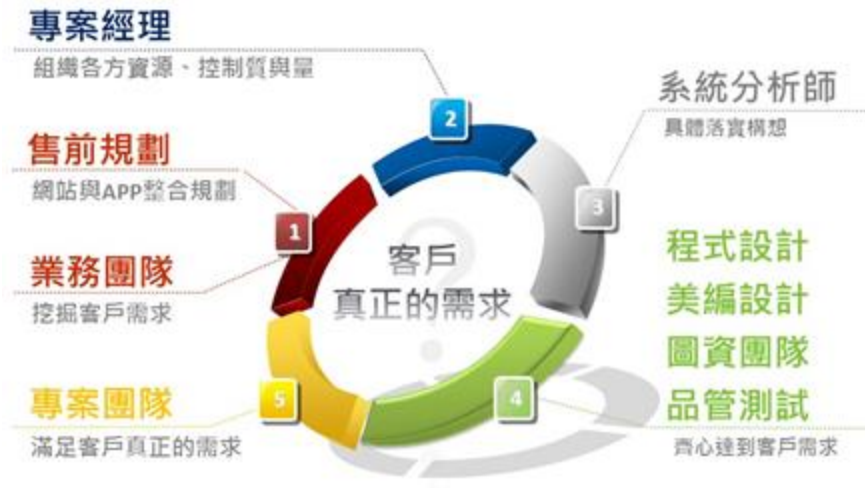 專案經理
組織各方資源、控制質與量
2
系統分析師
具體落實構想
3
售前規劃
網站與APP整合規劃
1
業務團隊
挖掘客戶需求
客戶
真正的需求
?
程式設計
美編設計
圖資團隊
品管測試
4
齊心達到客戶需求
專案團隊
5
滿足客戶真正的需求